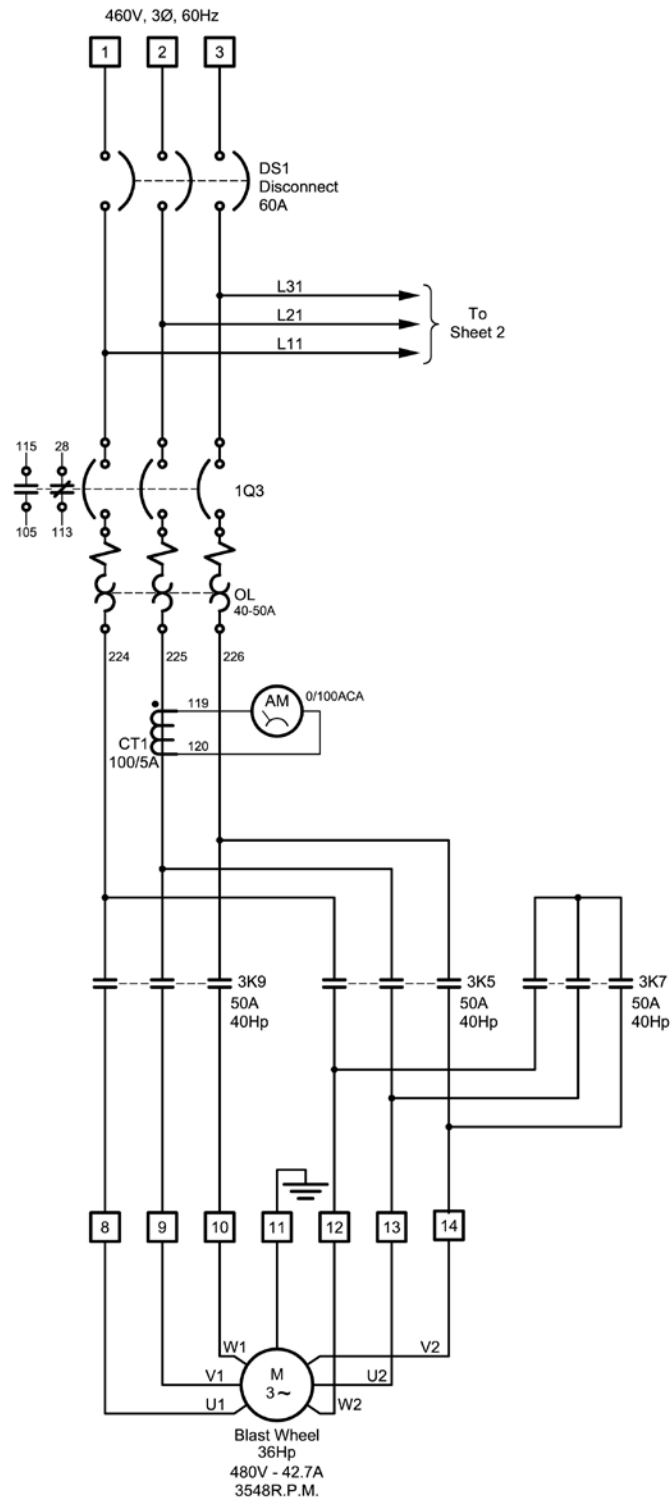 460V, 3Ø, 60Hz
1 2 3
DS1
Disconnect
60A
L31
L21
L11
To
Sheet 2
115 28
1Q3
105 113
OL
40-50A
224 225 226
119
AM
0/100ACA
CT1
100/5A
120
3K9
50A
40Hp
3K5
50A
40Hp
3K7
50A
40Hp
8 9 10 11 12 13 14
W1
V2
V1
U2
U1
W2
M
3~
Blast Wheel
36Hp
480V - 42.7A
3548R.P.M.